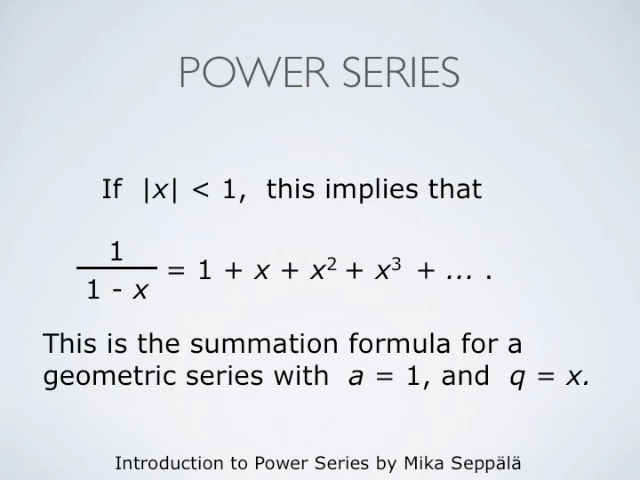 POWER SERIES
If |x| < 1, this implies that
1
1 - x
= 1 + x + x² + x³ + ... .
This is the summation formula for a
geometric series with a = 1, and q = x.
Introduction to Power Series by Mika Seppälä